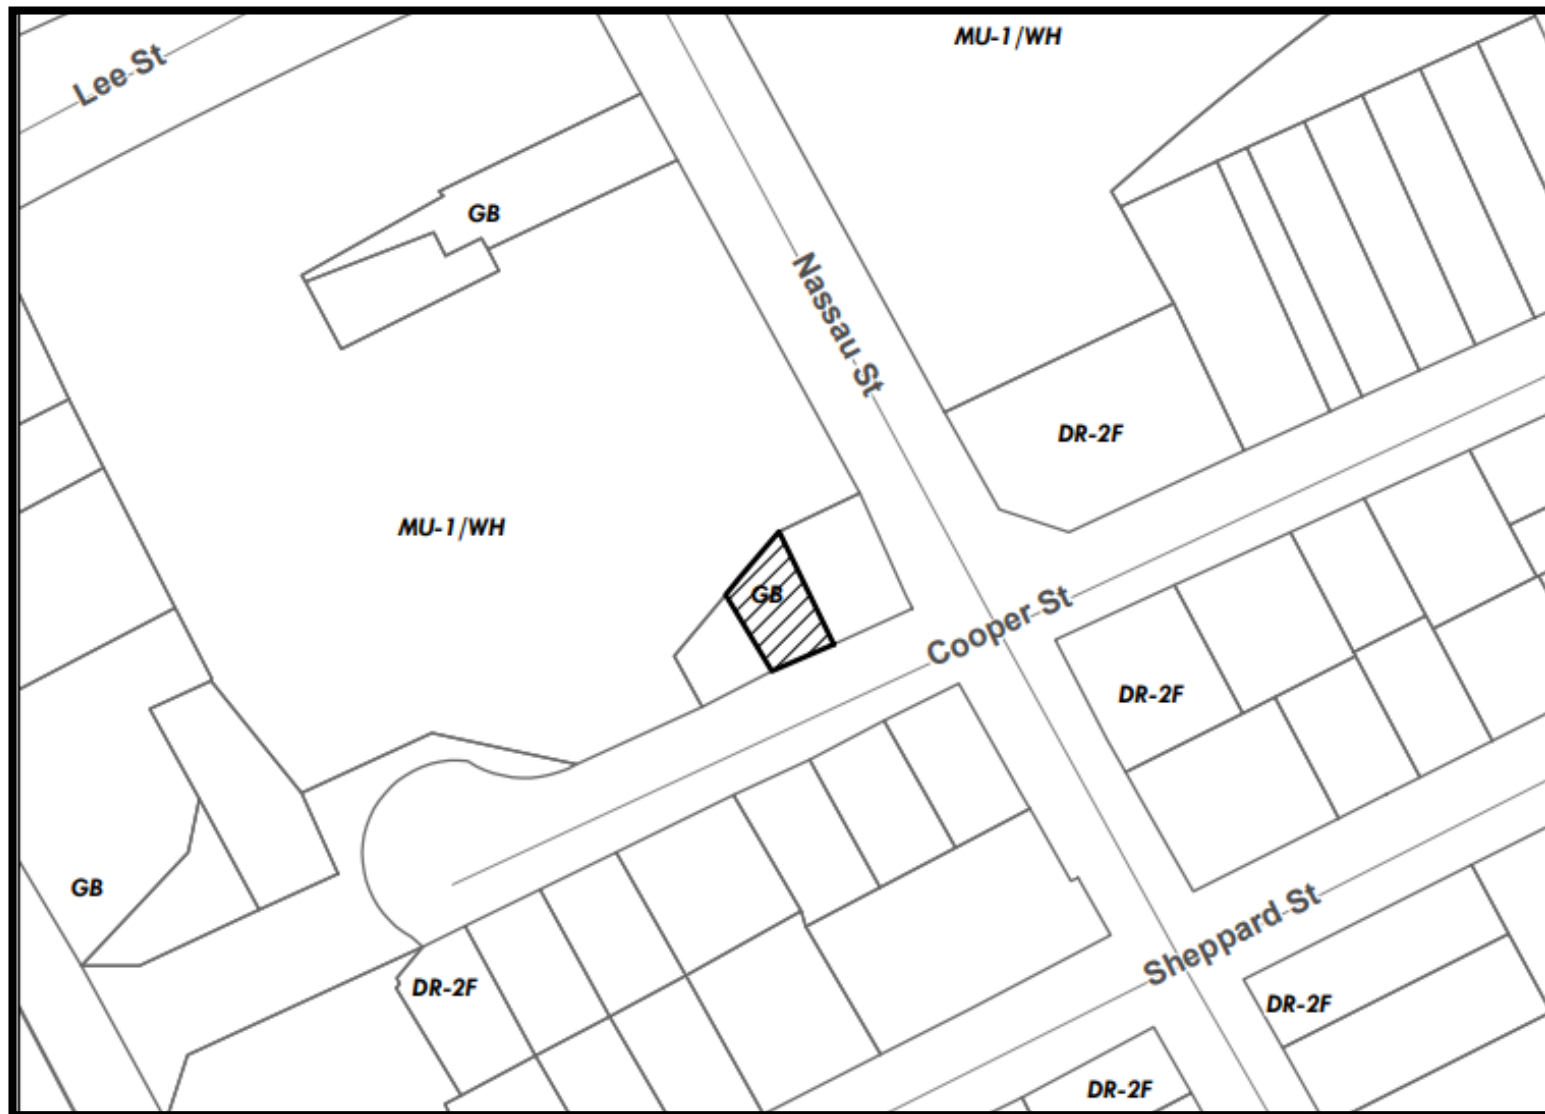 MU-1/WH
Lee St
GB
Nassau St
DR-2F
MU-1/WH
GB
Cooper St
DR-2F
GB
Sheppard St
DR-2F
DR-2F
DR-2F